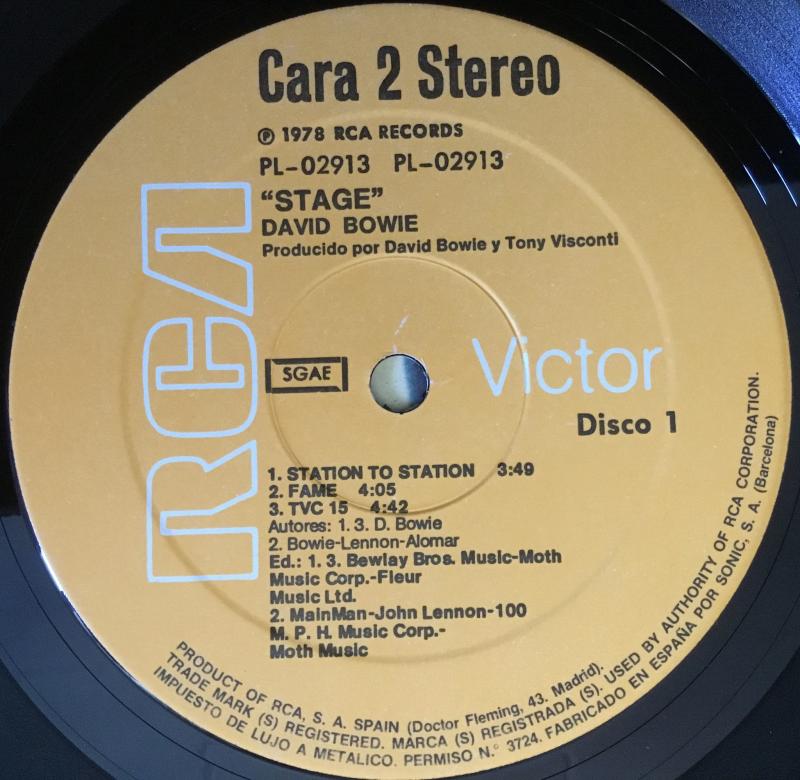 Cara 2 Stereo
℗ 1978 RCA RECORDS
PL-02913 PL-02913
"STAGE"
DAVID BOWIE
Producido por David Bowie y Tony Visconti
RCA
SGAE
Victor
Disco 1
1. STATION TO STATION 3:49
2. FAME 4:05
3. TVC 15 4:42
Autores: 1. 3. D. Bowie
2. Bowie-Lennon-Alomar
Ed.: 1. 3. Bewlay Bros. Music-Moth
Music Corp.-Fleur
Music Ltd.
2. MainMan-John Lennon-100
M. P. H. Music Corp.-
Moth Music
PRODUCT OF RCA, S. A. SPAIN (Doctor Fleming, 43. Madrid).
TRADE MARK (S) REGISTERED. MARCA (S) REGISTRADA (S). USED BY AUTHORITY OF RCA CORPORATION.
IMPUESTO DE LUJO A METALICO. PERMISO N.º 3724. FABRICADO EN ESPAÑA POR SONIC, S. A. (Barcelona)